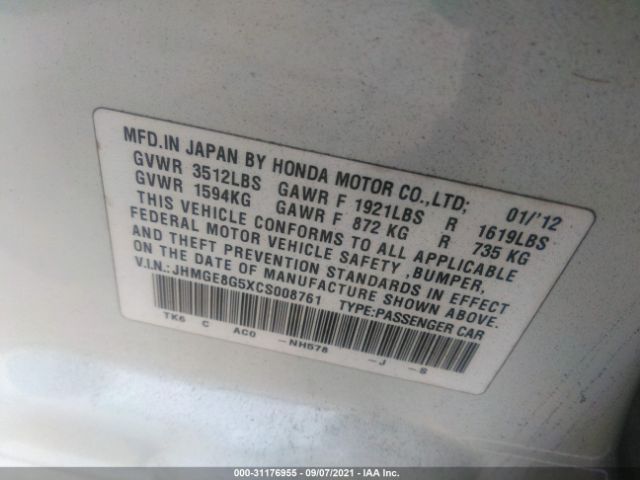 MFD.IN JAPAN BY HONDA MOTOR CO.,LTD; 01/'12
GVWR 3512LBS GAWR F 1921LBS R 1619LBS
GVWR 1594KG GAWR F 872 KG R 735 KG
THIS VEHICLE CONFORMS TO ALL APPLICABLE
FEDERAL MOTOR VEHICLE SAFETY ,BUMPER,
AND THEFT PREVENTION STANDARDS IN EFFECT
ON THE DATE OF MANUFACTURE SHOWN ABOVE.
V.I.N.: JHMGE8G5XCS008761 TYPE:PASSENGER CAR
TK6 C AC0 -NH578 -J -S
000-31176955 - 09/07/2021 - IAA Inc.